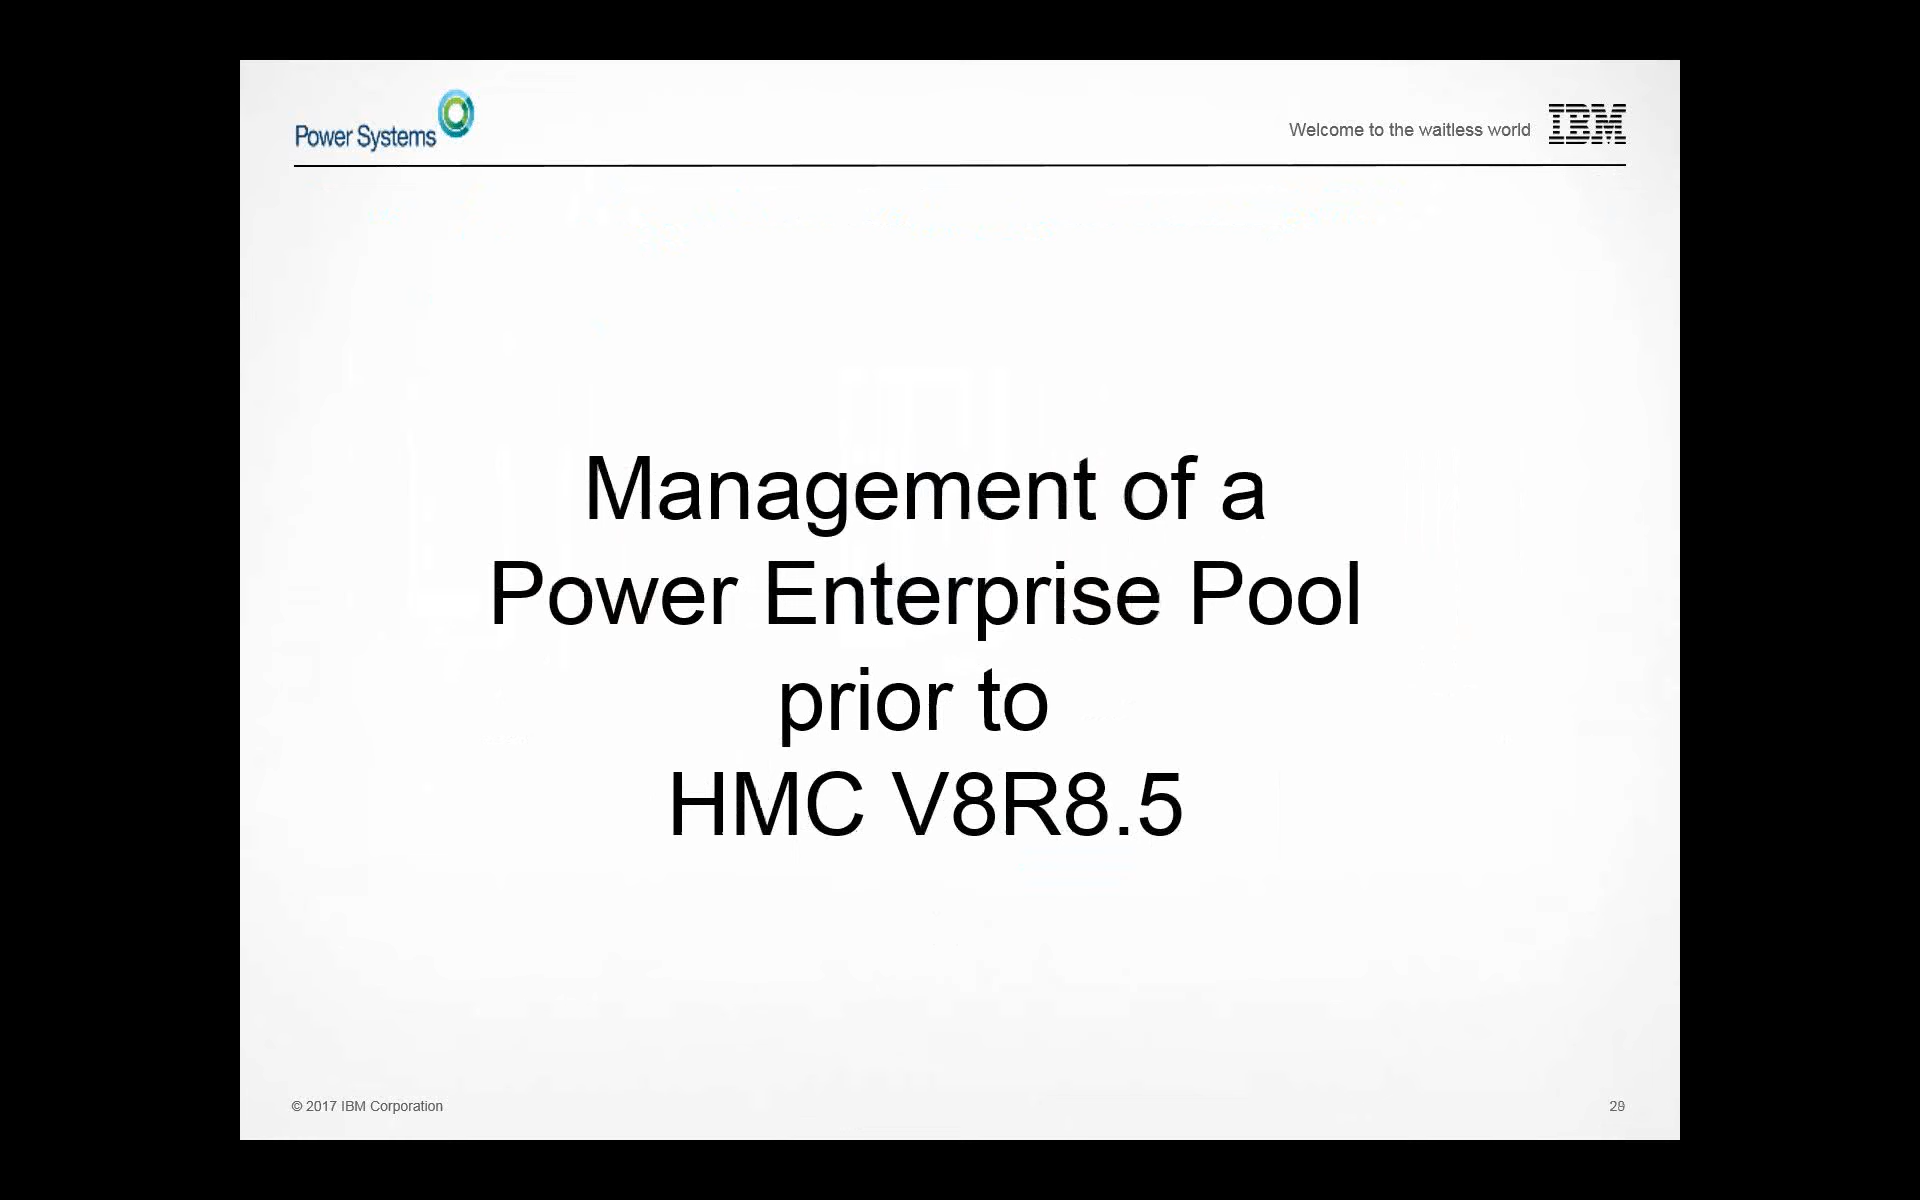 Power Systems
Welcome to the waitless world IBM
Management of a
Power Enterprise Pool
prior to
HMC V8R8.5
© 2017 IBM Corporation